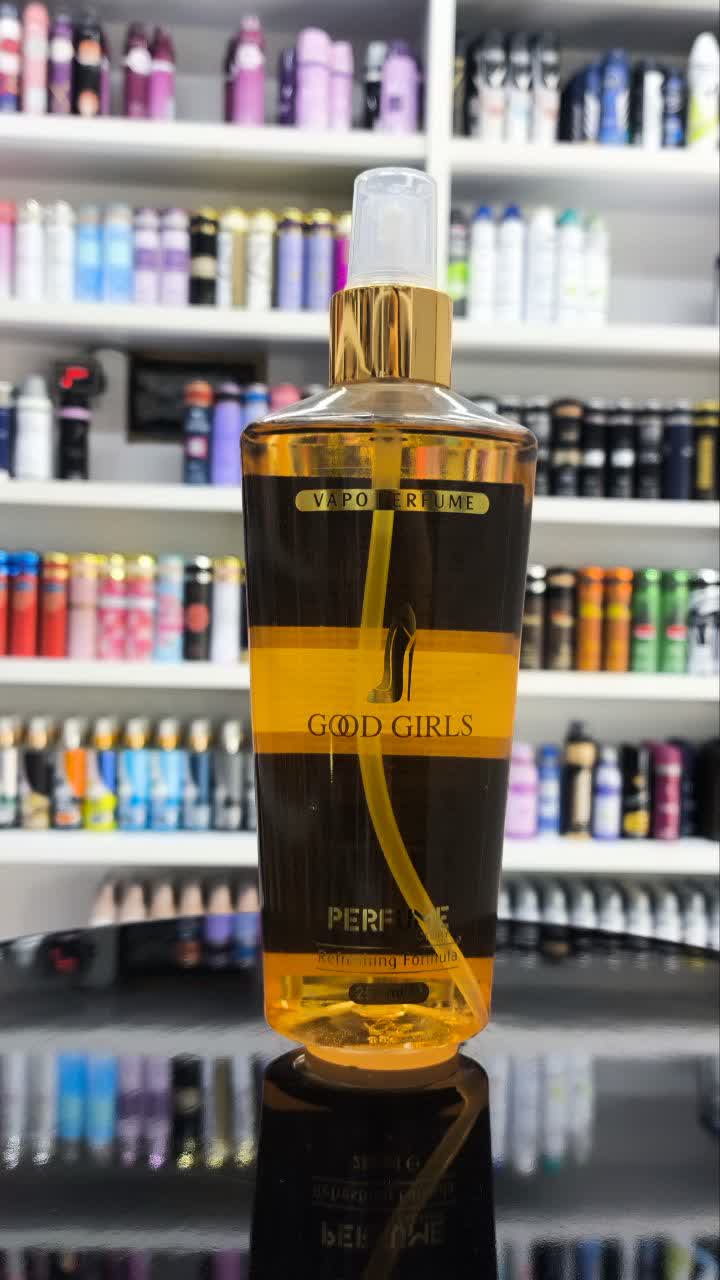 VAPO PERFUME
GOOD GIRLS
PERFUME
Refreshing Formula